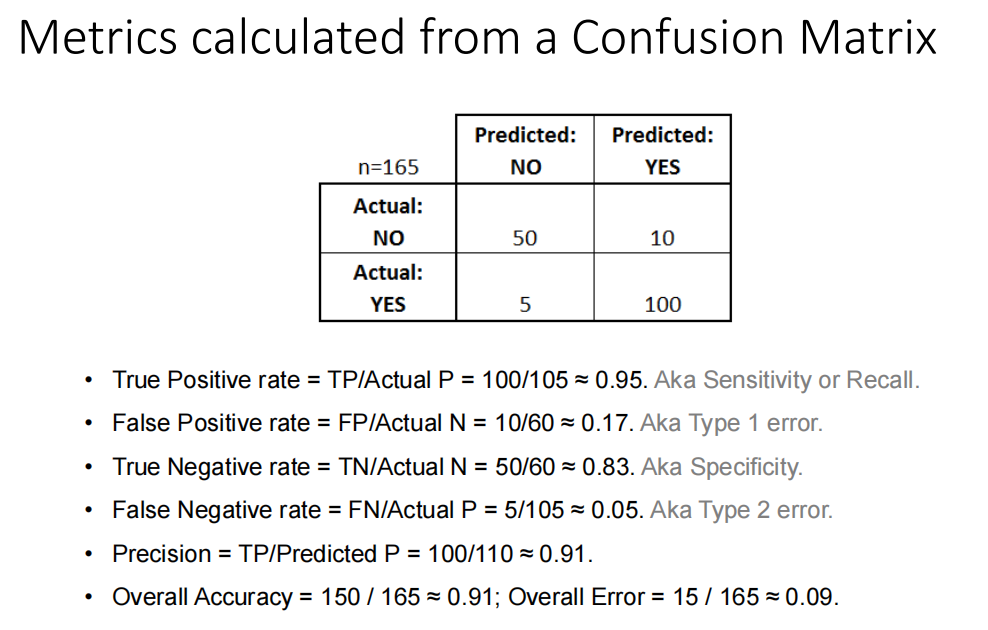 Metrics calculated from a Confusion Matrix
Predicted: Predicted:
n=165 NO YES
Actual:
NO 50 10
Actual:
YES 5 100
• True Positive rate = TP/Actual P = 100/105 ≈ 0.95. Aka Sensitivity or Recall.
• False Positive rate = FP/Actual N = 10/60 ≈ 0.17. Aka Type 1 error.
• True Negative rate = TN/Actual N = 50/60 ≈ 0.83. Aka Specificity.
• False Negative rate = FN/Actual P = 5/105 ≈ 0.05. Aka Type 2 error.
• Precision = TP/Predicted P = 100/110 ≈ 0.91.
• Overall Accuracy = 150 / 165 ≈ 0.91; Overall Error = 15 / 165 ≈ 0.09.